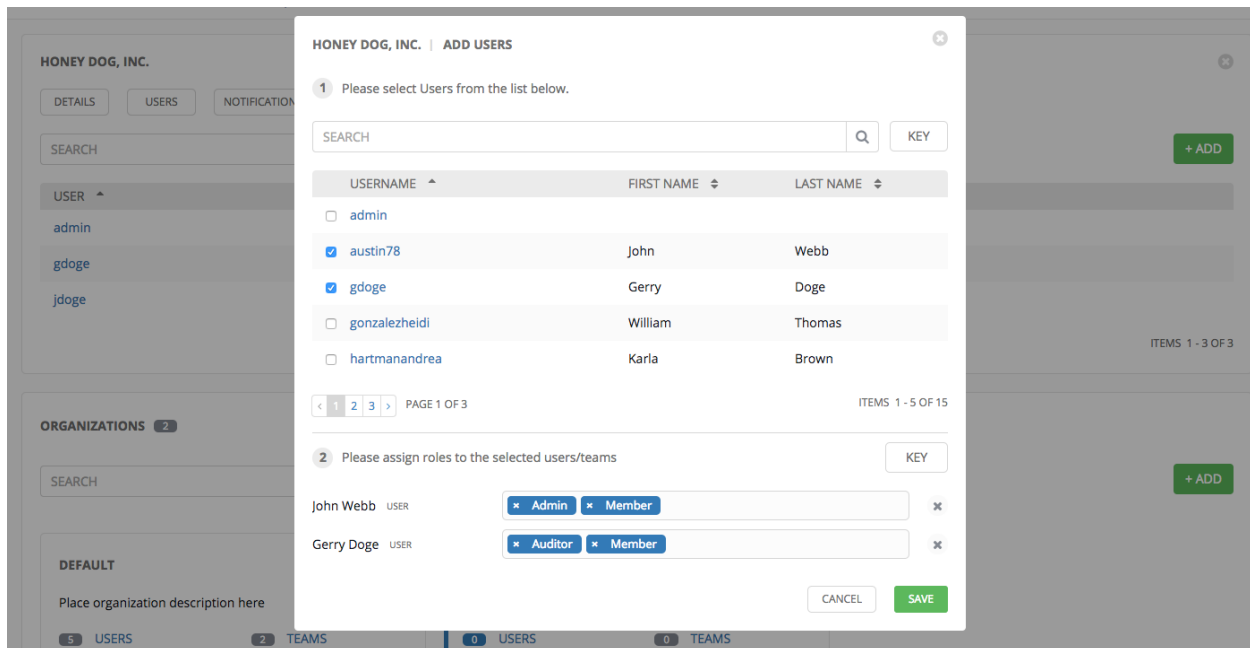 HONEY DOG, INC. | ADD USERS
1 Please select Users from the list below.
SEARCH KEY
USERNAME FIRST NAME LAST NAME
admin
austin78 John Webb
gdoge Gerry Doge
gonzalezheidi William Thomas
hartmanandrea Karla Brown
< 1 2 3 > PAGE 1 OF 3 ITEMS 1 - 5 OF 15
2 Please assign roles to the selected users/teams KEY
John Webb USER × Admin × Member ×
Gerry Doge USER × Auditor × Member ×
CANCEL SAVE
HONEY DOG, INC.
DETAILS USERS NOTIFICATION
SEARCH + ADD
USER
admin
gdoge
jdoge
ITEMS 1 - 3 OF 3
ORGANIZATIONS 2
SEARCH + ADD
DEFAULT
Place organization description here
5 USERS 2 TEAMS 0 USERS 0 TEAMS